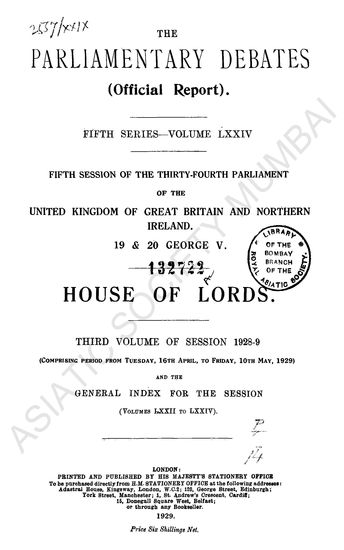 2537/XXIX
THE
PARLIAMENTARY DEBATES
(Official Report).
FIFTH SERIES—VOLUME LXXIV
FIFTH SESSION OF THE THIRTY-FOURTH PARLIAMENT
OF THE
UNITED KINGDOM OF GREAT BRITAIN AND NORTHERN
IRELAND.
19 & 20 GEORGE V.
132722
LIBRARY
OF THE
BOMBAY
BRANCH
OF THE
ROYAL ASIATIC SOCIETY.
HOUSE OF LORDS.
THIRD VOLUME OF SESSION 1928-9
(COMPRISING PERIOD FROM TUESDAY, 16TH APRIL, TO FRIDAY, 10TH MAY, 1929)
AND THE
GENERAL INDEX FOR THE SESSION
(VOLUMES LXXII TO LXXIV).
LONDON:
PRINTED AND PUBLISHED BY HIS MAJESTY'S STATIONERY OFFICE
To be purchased directly from H.M. STATIONERY OFFICE at the following addresses:
Adastral House, Kingsway, London, W.C.2; 120, George Street, Edinburgh;
York Street, Manchester; 1, St. Andrew's Crescent, Cardiff;
15, Donegall Square West, Belfast;
or through any Bookseller.
1929.
Price Six Shillings Net.
ASIATIC SOCIETY MUMBAI